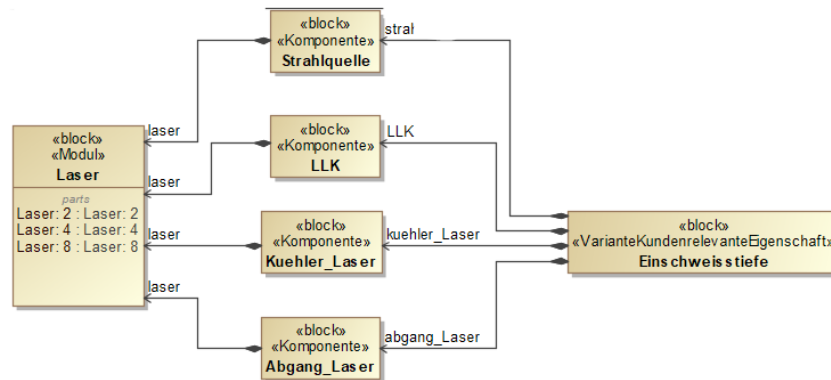 «block»
«Komponente»
Strahlquelle
stral
laser
«block»
«Komponente»
LLK
LLK
laser
«block»
«Modul»
Laser
parts
Laser: 2 : Laser: 2
Laser: 4 : Laser: 4
Laser: 8 : Laser: 8
«block»
«Komponente»
Kuehler_Laser
kuehler_Laser
laser
«block»
«VarianteKundenrelevanteEigenschaft»
Einschweisstiefe
«block»
«Komponente»
Abgang_Laser
abgang_Laser
laser